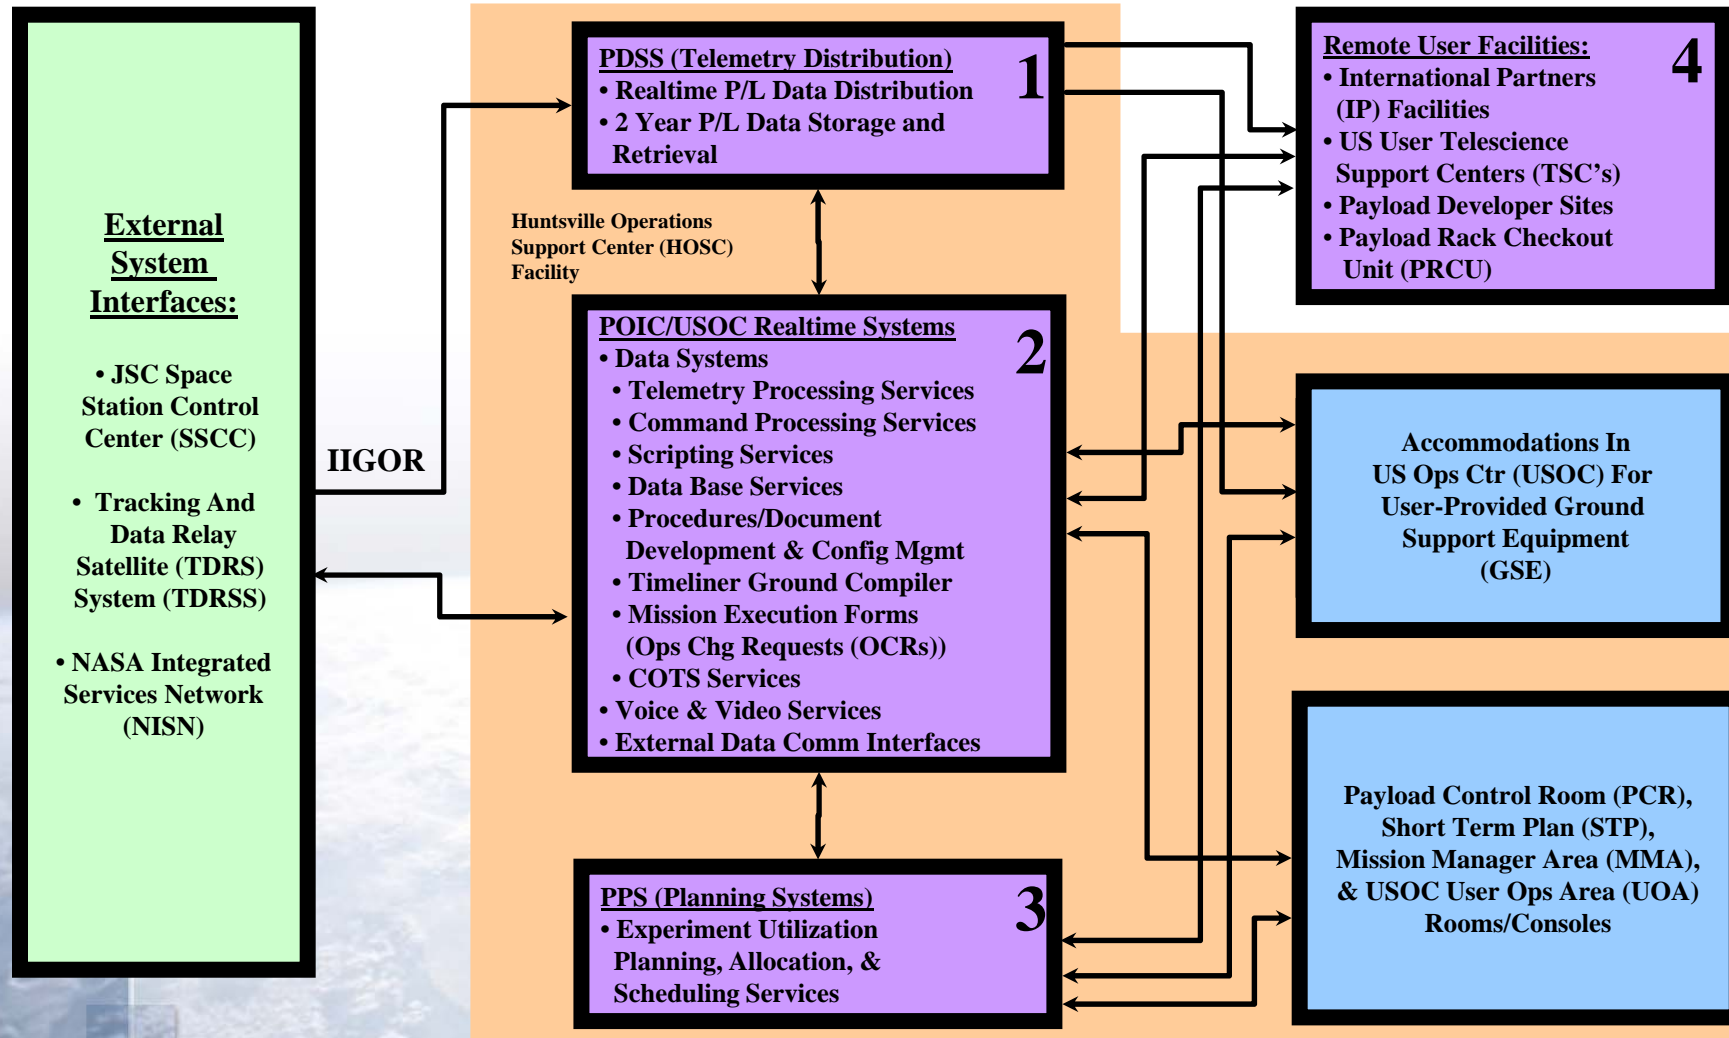 External
System
Interfaces:
• JSC Space
Station Control
Center (SSCC)
• Tracking And
Data Relay
Satellite (TDRS)
System (TDRSS)
• NASA Integrated
Services Network
(NISN)
IIGOR
PDSS (Telemetry Distribution)
1
• Realtime P/L Data Distribution
• 2 Year P/L Data Storage and
Retrieval
Huntsville Operations
Support Center (HOSC)
Facility
POIC/USOC Realtime Systems
2
• Data Systems
• Telemetry Processing Services
• Command Processing Services
• Scripting Services
• Data Base Services
• Procedures/Document
Development & Config Mgmt
• Timeliner Ground Compiler
• Mission Execution Forms
(Ops Chg Requests (OCRs))
• COTS Services
• Voice & Video Services
• External Data Comm Interfaces
PPS (Planning Systems)
3
• Experiment Utilization
Planning, Allocation, &
Scheduling Services
Remote User Facilities:
4
• International Partners
(IP) Facilities
• US User Telescience
Support Centers (TSC’s)
• Payload Developer Sites
• Payload Rack Checkout
Unit (PRCU)
Accommodations In
US Ops Ctr (USOC) For
User-Provided Ground
Support Equipment
(GSE)
Payload Control Room (PCR),
Short Term Plan (STP),
Mission Manager Area (MMA),
& USOC User Ops Area (UOA)
Rooms/Consoles